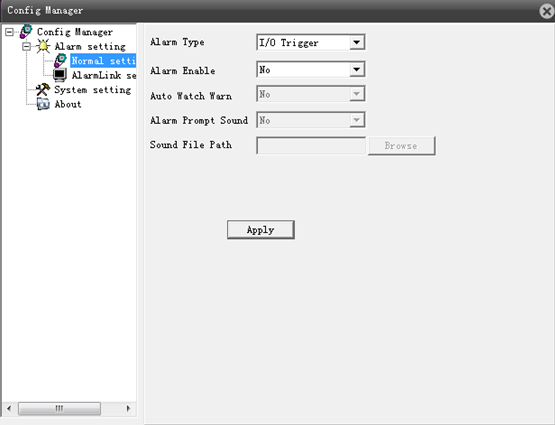 Config Manager
Config Manager
Alarm setting
Normal setti
AlarmLink se
System setting
About
Alarm Type
I/O Trigger
Alarm Enable
No
Auto Watch Warn
No
Alarm Prompt Sound
No
Sound File Path
Browse
Apply